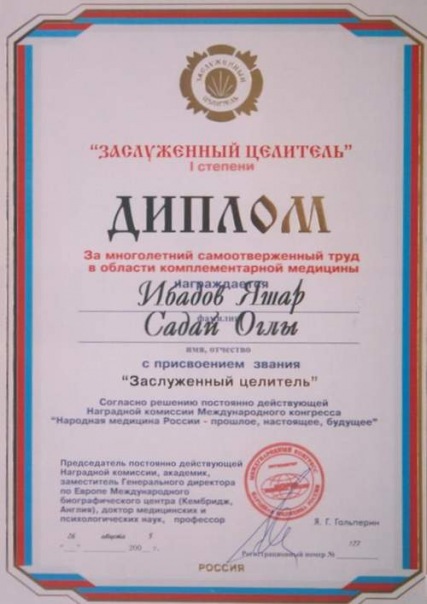 ЗАСЛУЖЕННЫЙ
ЦЕЛИТЕЛЬ
"ЗАСЛУЖЕННЫЙ ЦЕЛИТЕЛЬ"
I степени
ДИПЛОМ
За многолетний самоотверженный труд
в области комплементарной медицины
награждается
Ибадов Яшар
фамилия
Садай Оглы
имя, отчество
с присвоением звания
"Заслуженный целитель"
Согласно решению постоянно действующей
Наградной комиссии Международного конгресса
"Народная медицина России - прошлое, настоящее, будущее"
Председатель постоянно действующей
Наградной комиссии, академик,
заместитель Генерального директора
по Европе Международного
биографического центра (Кембридж,
Англия), доктор медицинских и
психологических наук, профессор
Я. Г. Гальперин
26 августа 200 г.
Регистрационный номер № 177
РОССИЯ